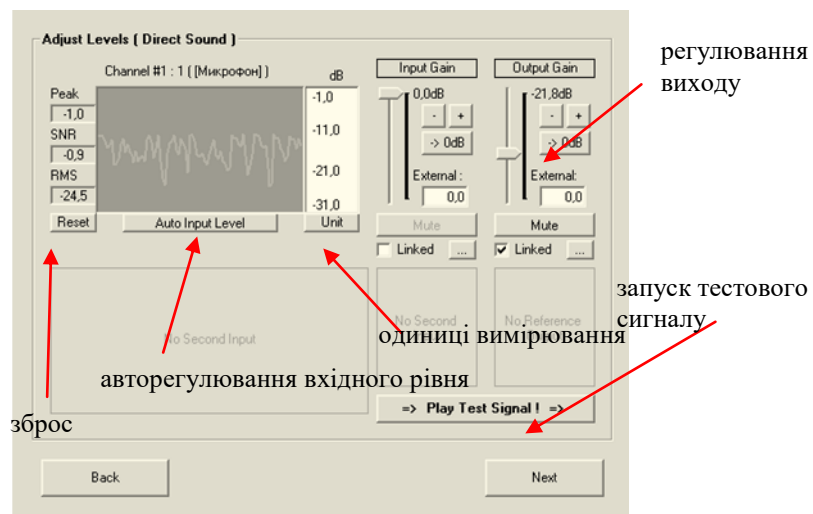 Adjust Levels ( Direct Sound )
Channel #1 : 1 ( [Микрофон] )
dB
Input Gain
Output Gain
регулювання
виходу
Peak
-1,0
SNR
-0,9
RMS
-24,5
-1,0
-11,0
-21,0
-31,0
0,0dB
- +
-> 0dB
External :
0,0
-21,8dB
- +
-> 0dB
External:
0,0
Reset
Auto Input Level
Unit
Mute
Mute
Linked ...
Linked ...
запуск тестового
сигналу
No Second Input
No Second
No Reference
одиниці вимірювання
авторегулювання вхідного рівня
зброс
=> Play Test Signal ! =>
Back
Next